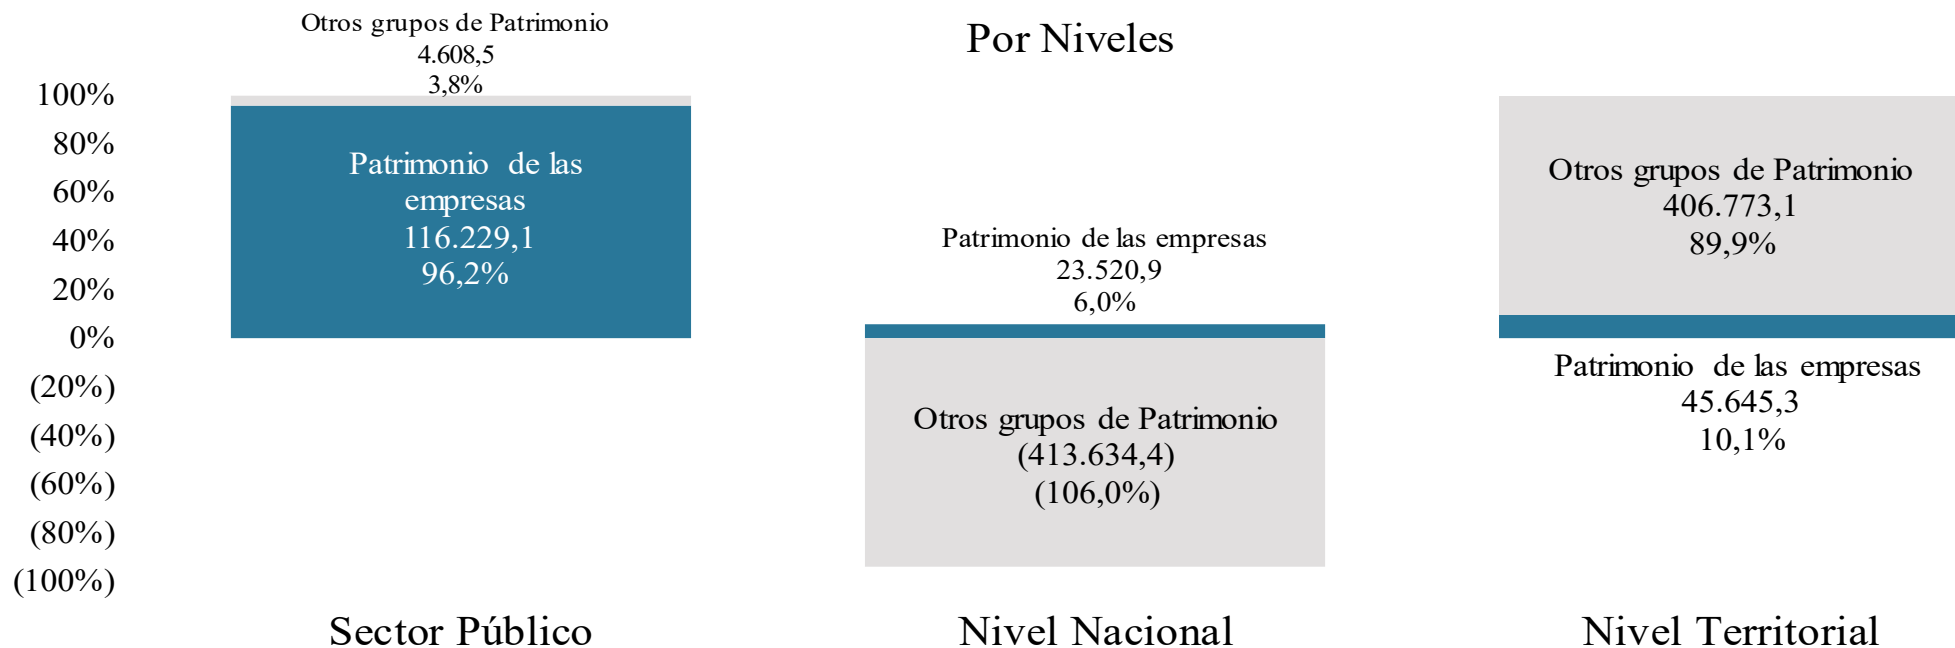 Por Niveles
Otros grupos de Patrimonio
4.608,5
3,8%
100%
80%
60%
40%
20%
0%
(20%)
(40%)
(60%)
(80%)
(100%)
Patrimonio de las
empresas
116.229,1
96,2%
Patrimonio de las empresas
23.520,9
6,0%
Otros grupos de Patrimonio
(413.634,4)
(106,0%)
Otros grupos de Patrimonio
406.773,1
89,9%
Patrimonio de las empresas
45.645,3
10,1%
Sector Público
Nivel Nacional
Nivel Territorial